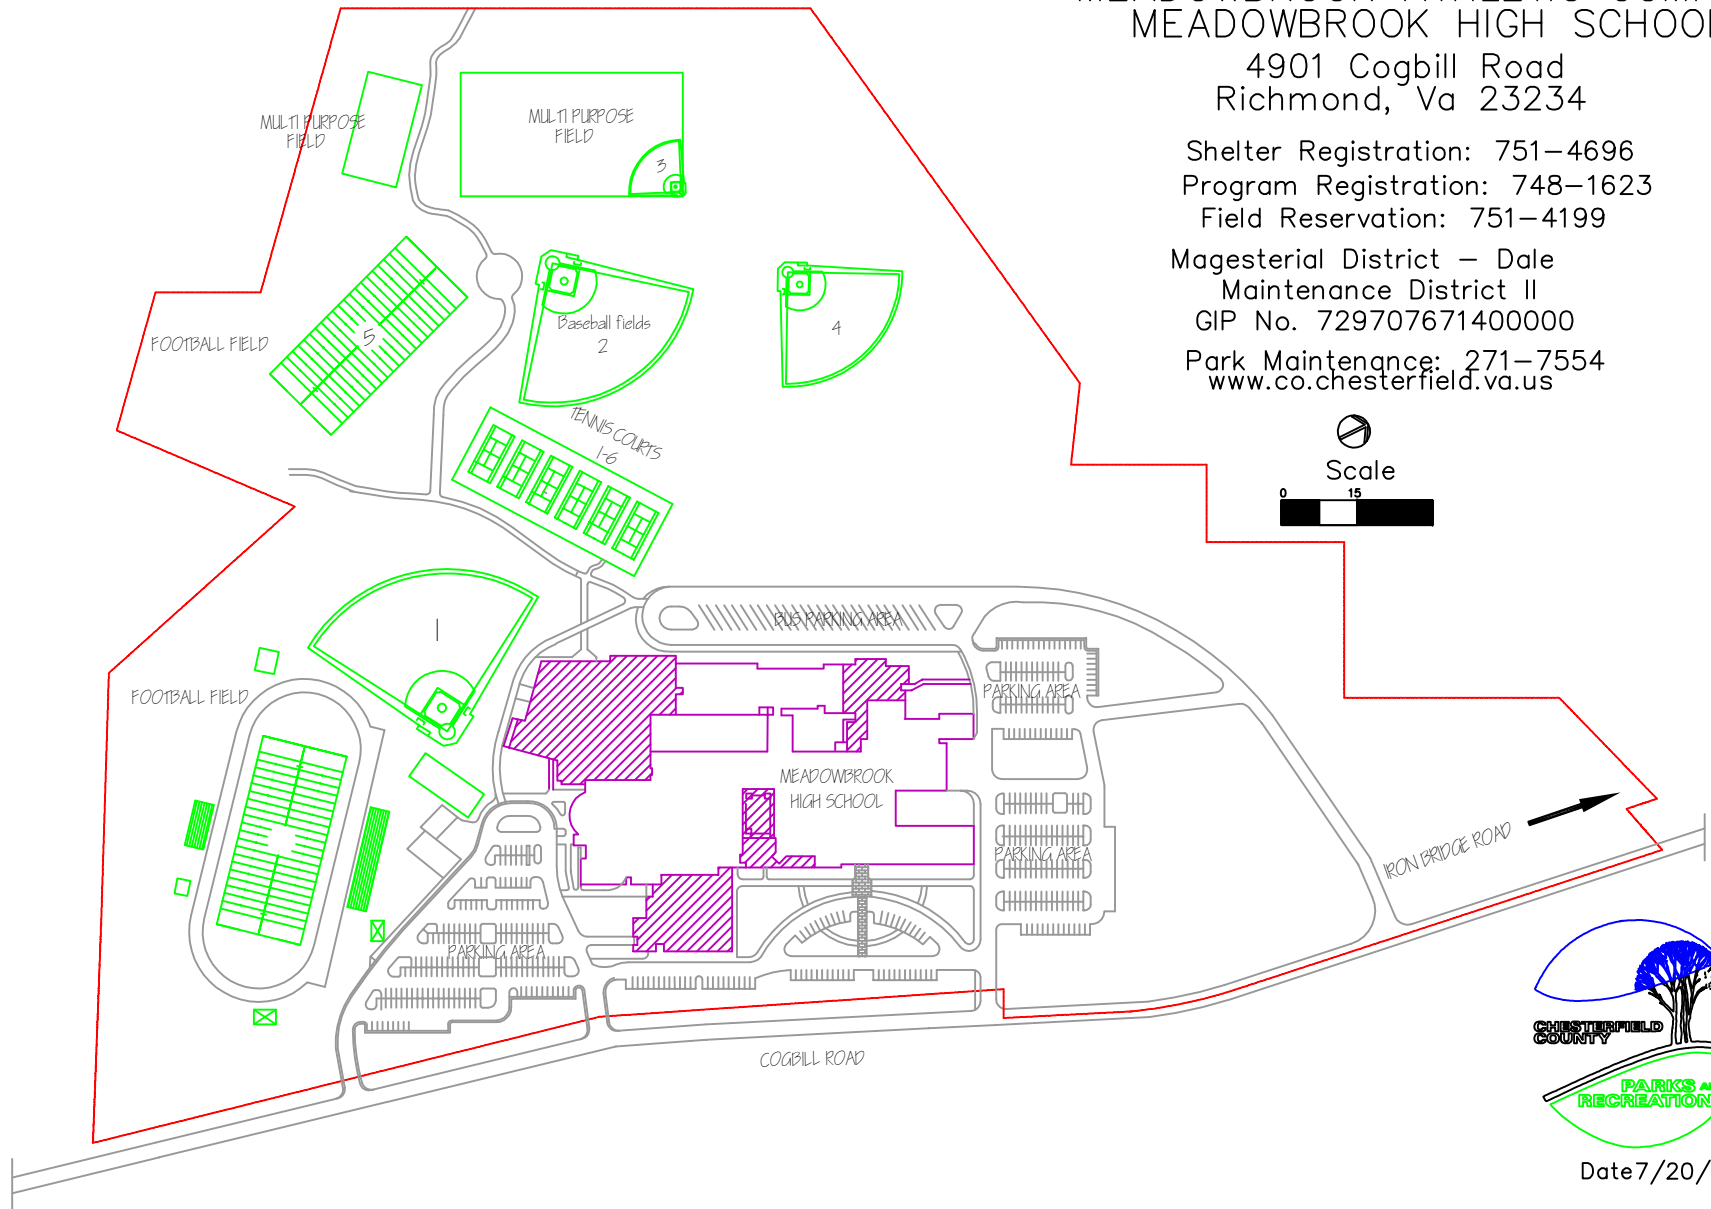 MEADOWBROOK HIGH SCHOOL
4901 Cogbill Road
Richmond, Va 23234
Shelter Registration: 751-4696
Program Registration: 748-1623
Field Reservation: 751-4199
Magesterial District - Dale
Maintenance District II
GIP No. 729707671400000
Park Maintenance: 271-7554
www.co.chesterfield.va.us
Scale
0 15
MULTI PURPOSE
FIELD
MULTI PURPOSE
FIELD
3
FOOTBALL FIELD
5
Baseball fields
2
4
TENNIS COURTS
1-6
1
FOOTBALL FIELD
BUS PARKING AREA
PARKING AREA
MEADOWBROOK
HIGH SCHOOL
PARKING AREA
PARKING AREA
IRON BRIDGE ROAD
COGBILL ROAD
CHESTERFIELD
COUNTY
PARKS
RECREATION
Date7/20/